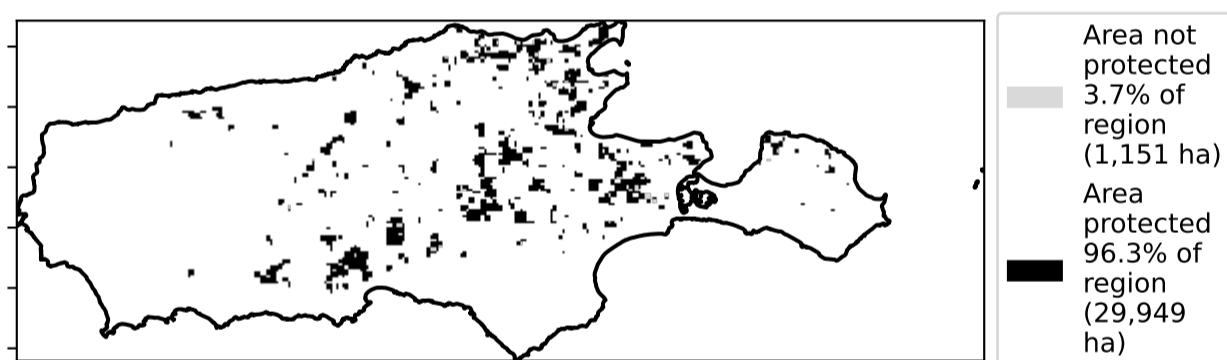 Area not
protected
3.7% of
region
(1,151 ha)
Area
protected
96.3% of
region
(29,949
ha)